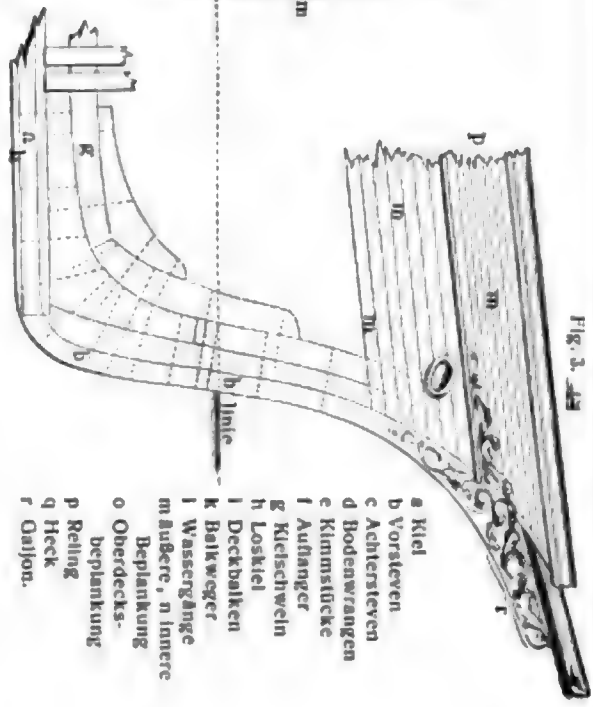 Fig. 3.
m
p
m
m
m
g
a
h
b
b
linie
r
a Kiel
b Vorsteven
c Achtersteven
d Bodenwrangen
e Kimmstücke
f Auflanger
g Kielschwein
h Loskiel
i Deckbalken
k Balkweger
l Wassergänge
m äußere, n innere
Beplankung
o Oberdecks-
beplankung
p Reling
q Heck
r Galjon.